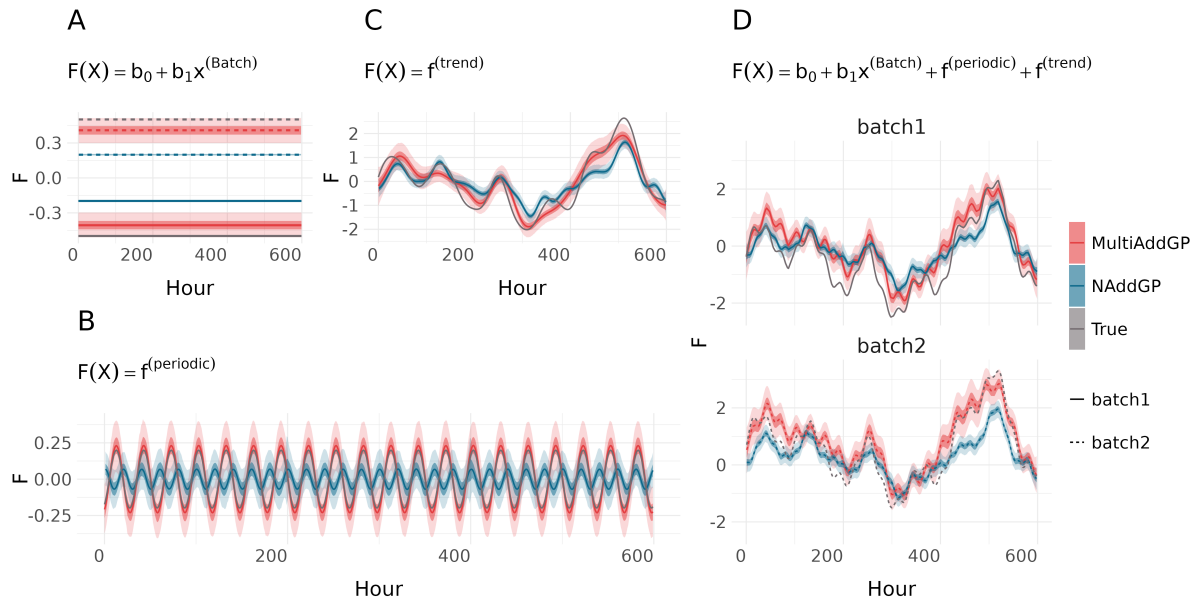 A
F(X) = b₀ + b₁x⁽ᴮᵃᵗᶜʰ⁾
F
0.3
0.0
-0.3
0 200 400 600
Hour
C
F(X) = f⁽ᵗʳᵉⁿᵈ⁾
F
2
1
0
-1
-2
0 200 400 600
Hour
B
F(X) = f⁽ᵖᵉʳⁱᵒᵈⁱᶜ⁾
F
0.25
0.00
-0.25
0 200 400 600
Hour
D
F(X) = b₀ + b₁x⁽ᴮᵃᵗᶜʰ⁾ + f⁽ᵖᵉʳⁱᵒᵈⁱᶜ⁾ + f⁽ᵗʳᵉⁿᵈ⁾
F
batch1
2
0
-2
batch2
2
0
-2
0 200 400 600
Hour
MultiAddGP
NAddGP
True
batch1
batch2